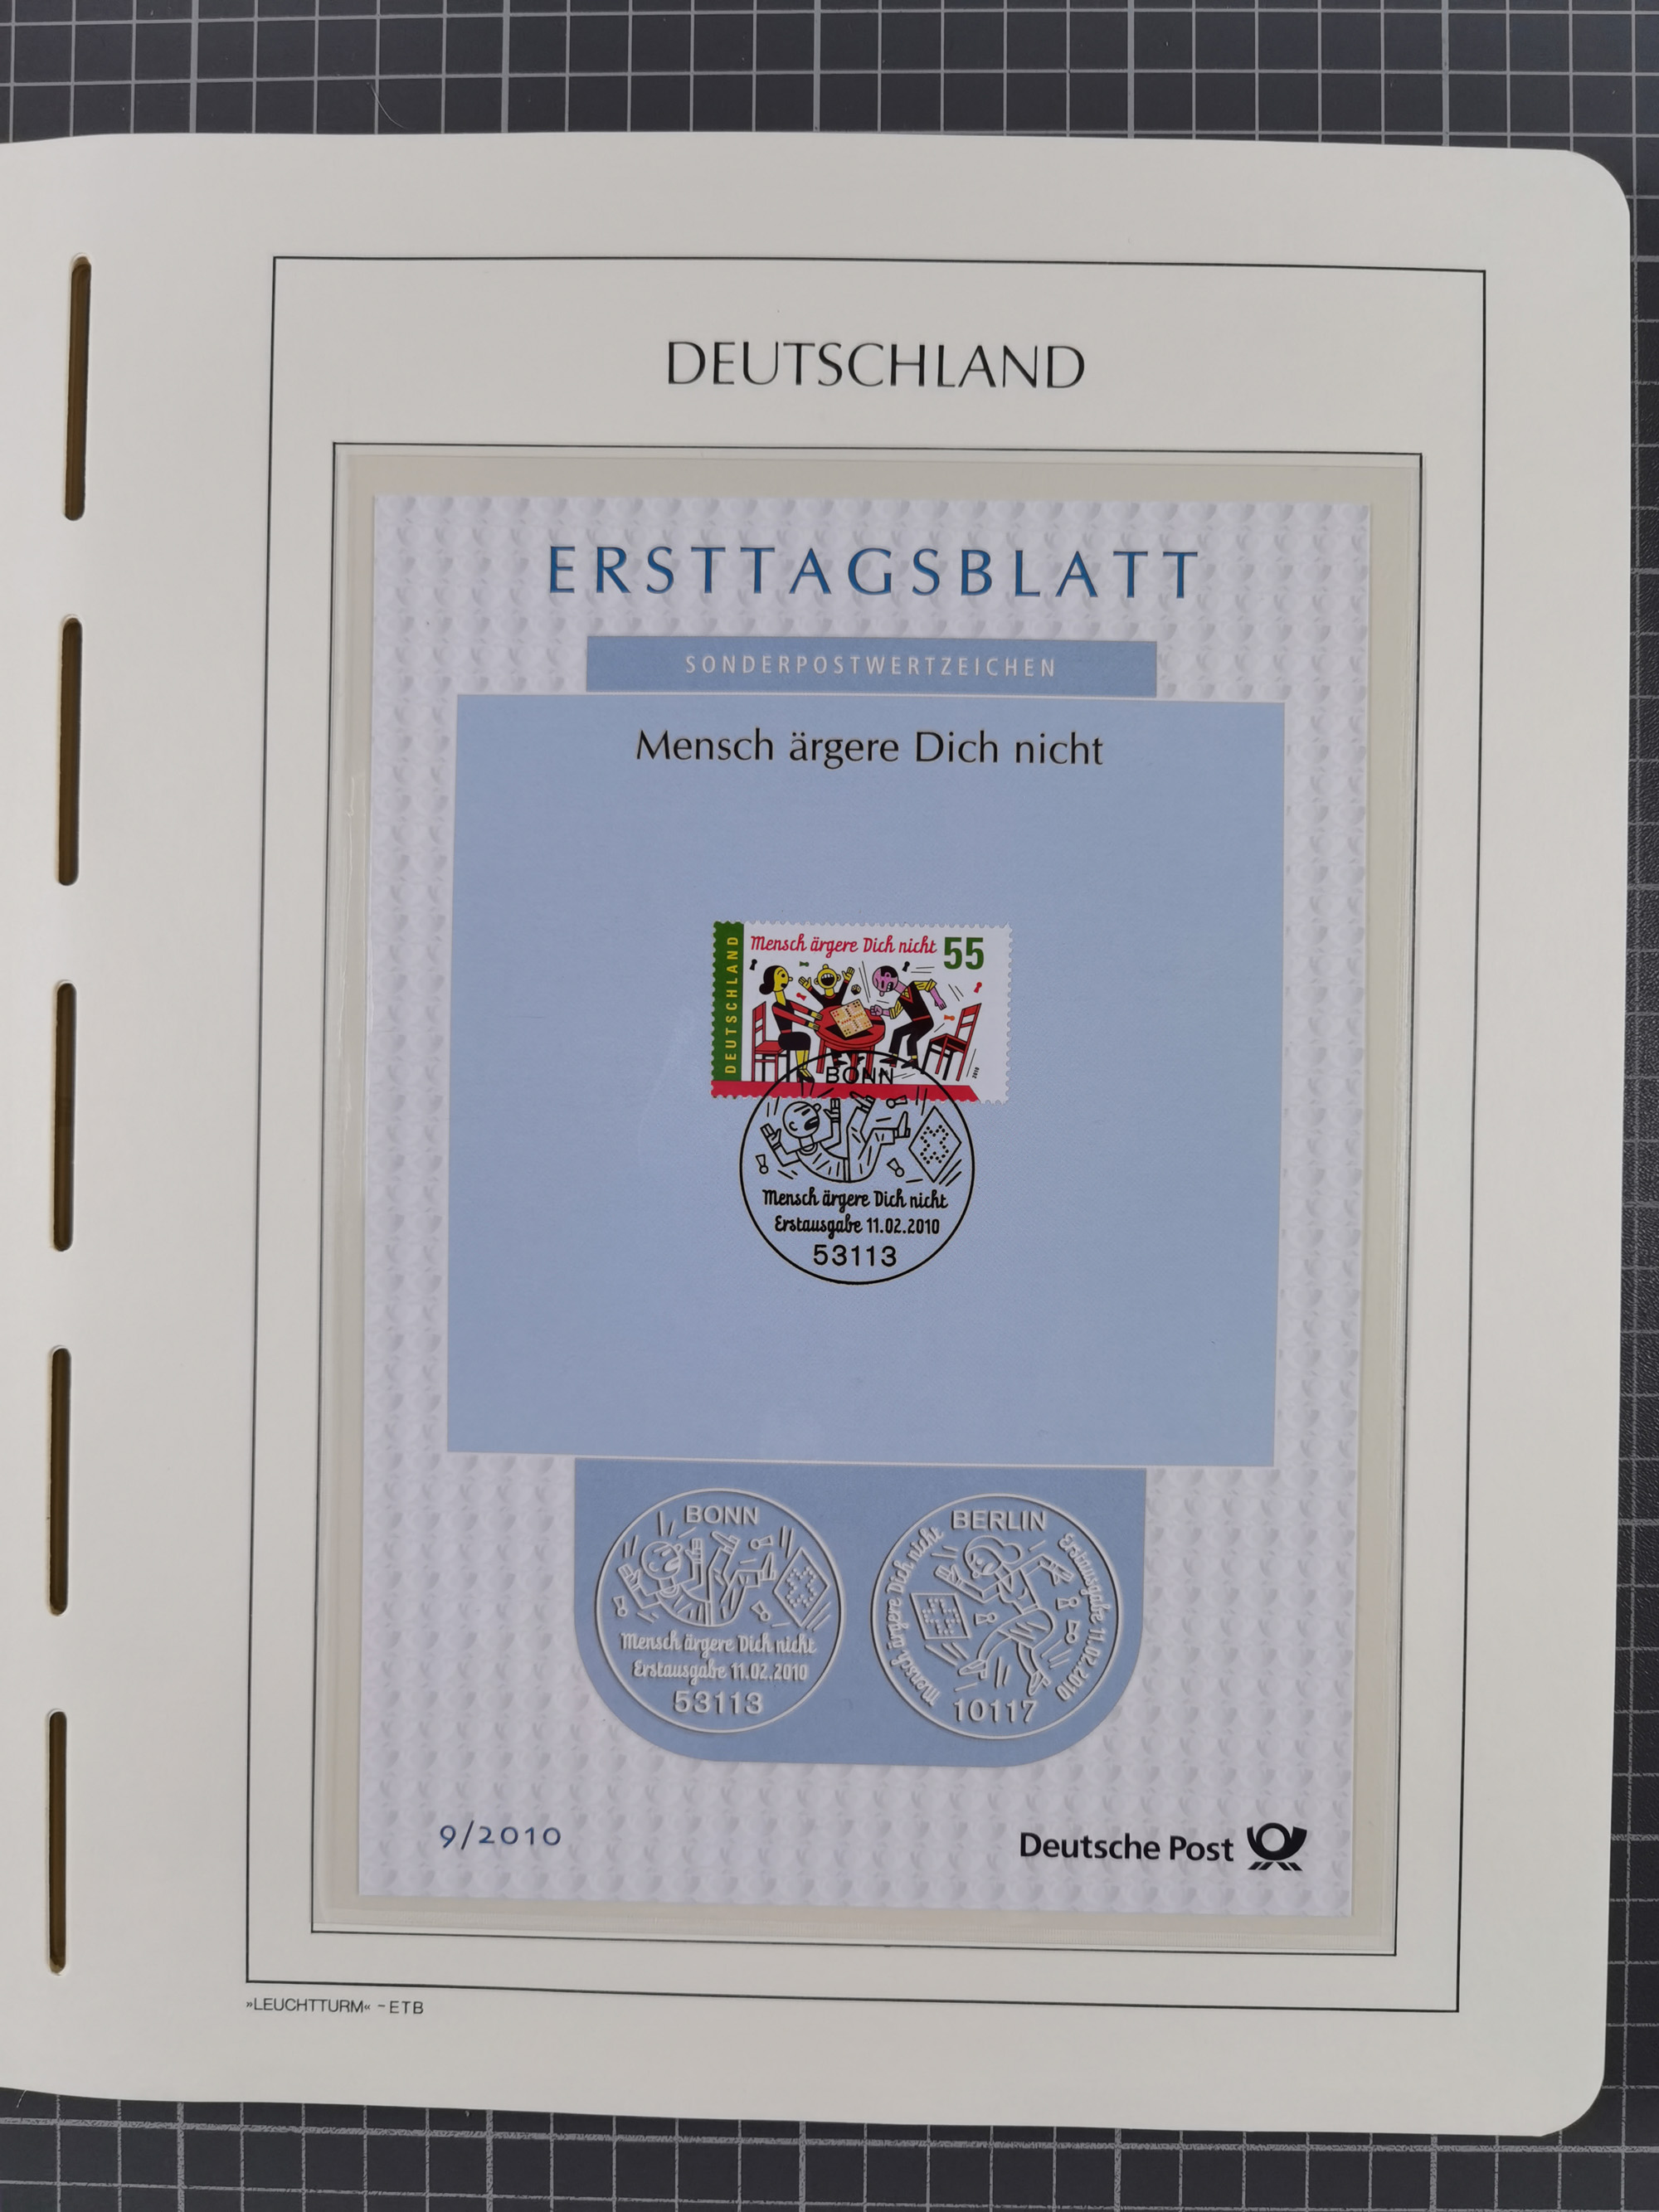 DEUTSCHLAND
ERSTTAGSBLATT
SONDERPOSTWERTZEICHEN
Mensch ärgere Dich nicht
DEUTSCHLAND
Mensch ärgere Dich nicht 55
2010
BONN
Mensch ärgere Dich nicht
Erstausgabe 11.02.2010
53113
BONN
Mensch ärgere Dich nicht
Erstausgabe 11.02.2010
53113
BERLIN
Mensch ärgere Dich nicht
Erstausgabe 11.02.2010
10117
9/2010
Deutsche Post
»LEUCHTTURM« - ETB